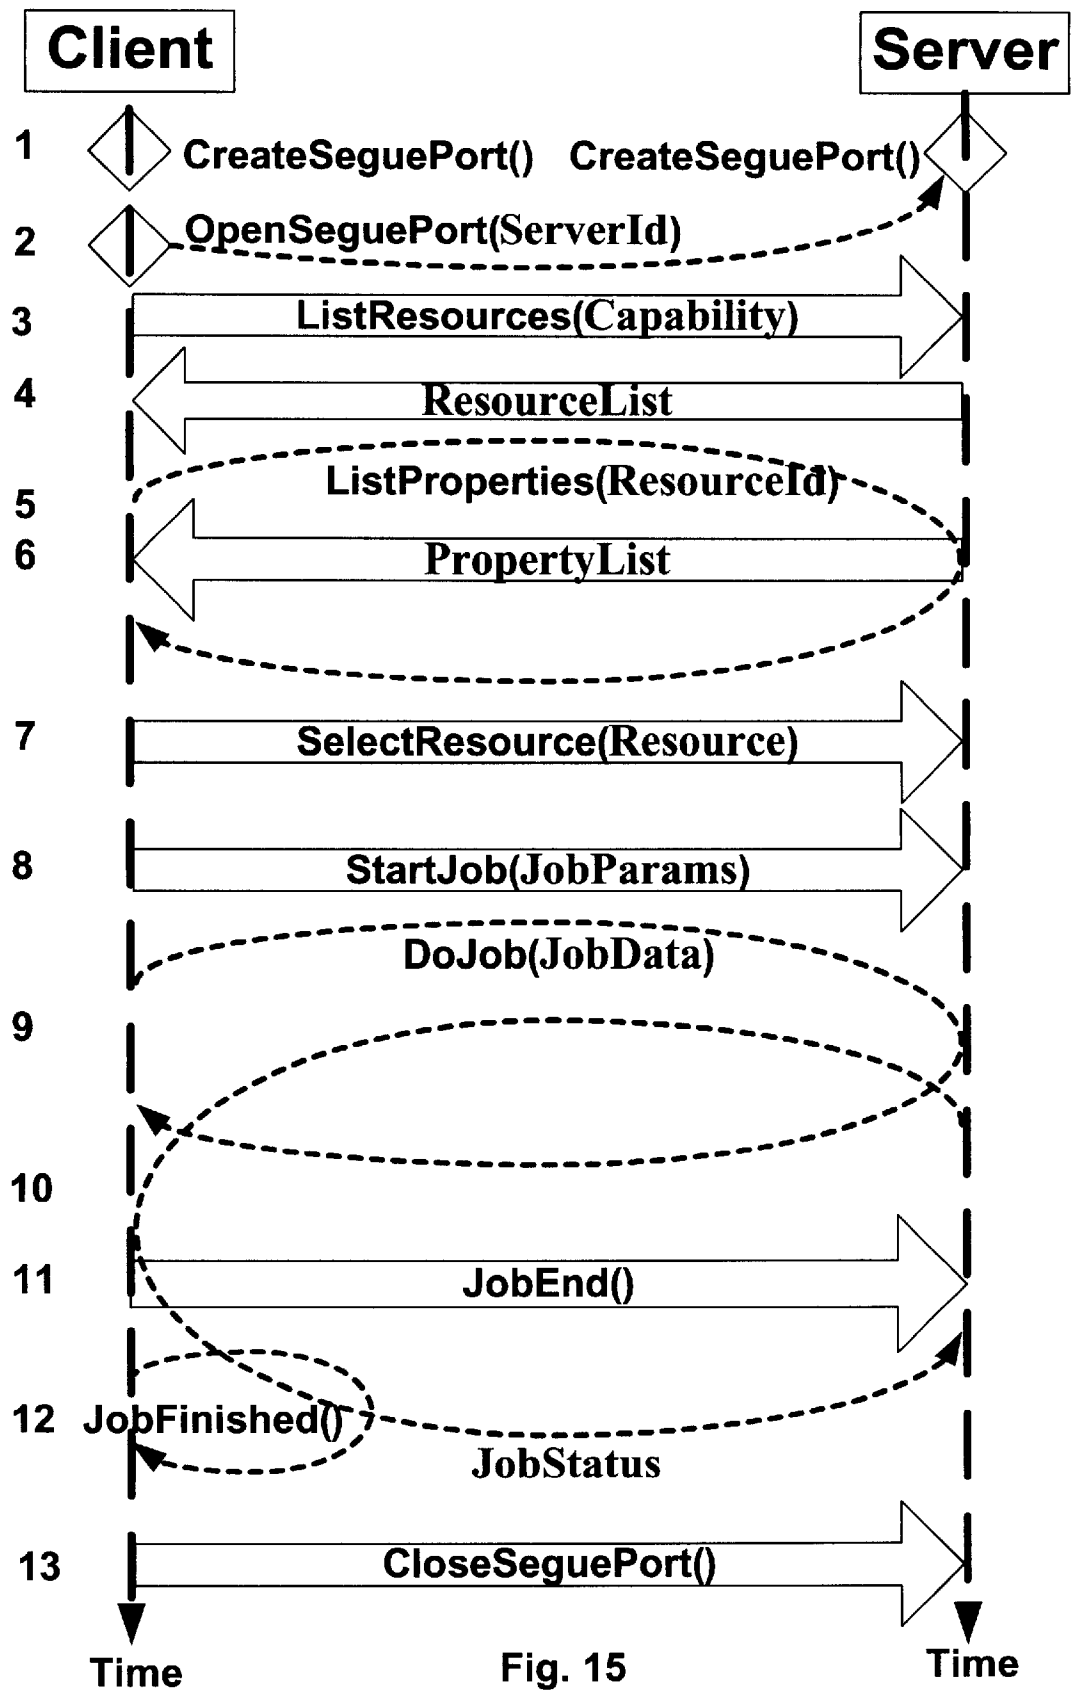 Client Server
1 CreateSeguePort() CreateSeguePort()
2 OpenSeguePort(ServerId)
3 ListResources(Capability)
4 ResourceList
5 ListProperties(ResourceId)
6 PropertyList
7 SelectResource(Resource)
8 StartJob(JobParams)
DoJob(JobData)
9
10
11 JobEnd()
12 JobFinished()
JobStatus
13 CloseSeguePort()
Time Fig. 15 Time